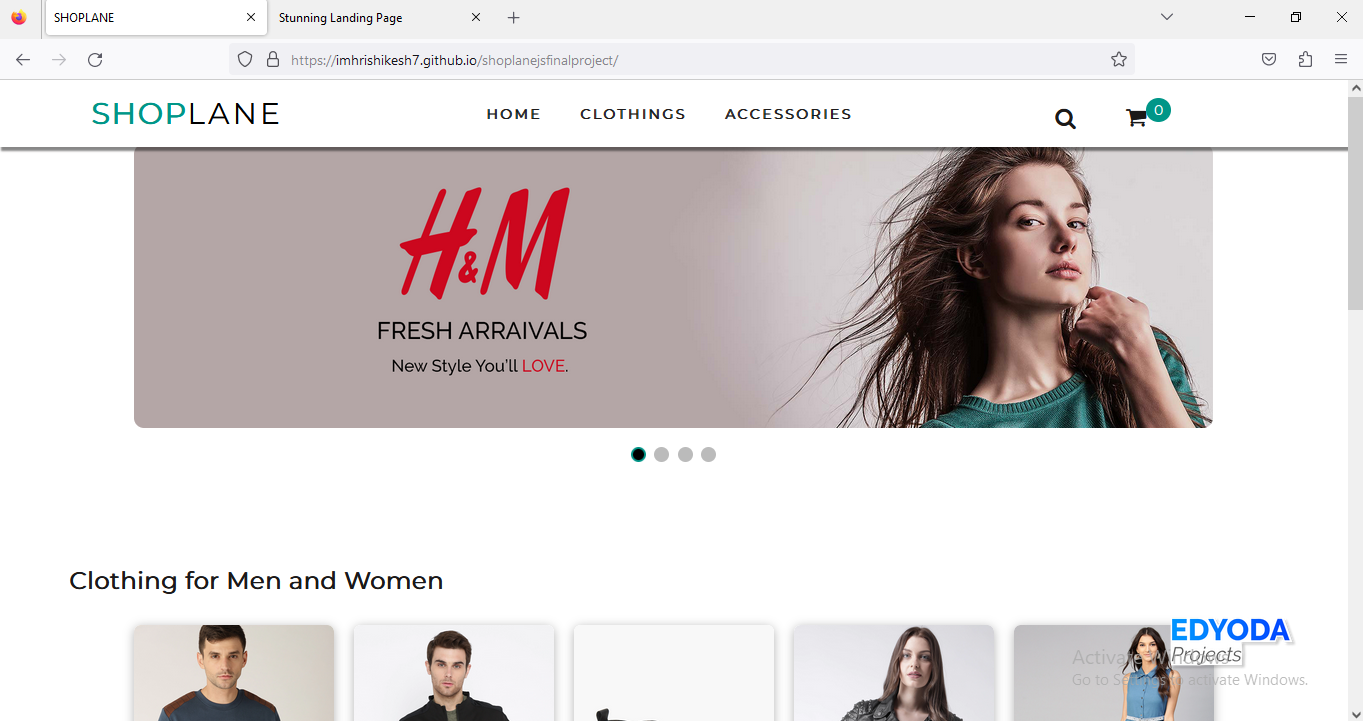 SHOPLANE
Stunning Landing Page
https://imhrishikesh7.github.io/shoplanejsfinalproject/
SHOPLANE HOME CLOTHINGS ACCESSORIES 0
H&M
FRESH ARRAIVALS
New Style You'll LOVE.
Clothing for Men and Women
EDYODA
Projects
Activate Windows
Go to Settings to activate Windows.